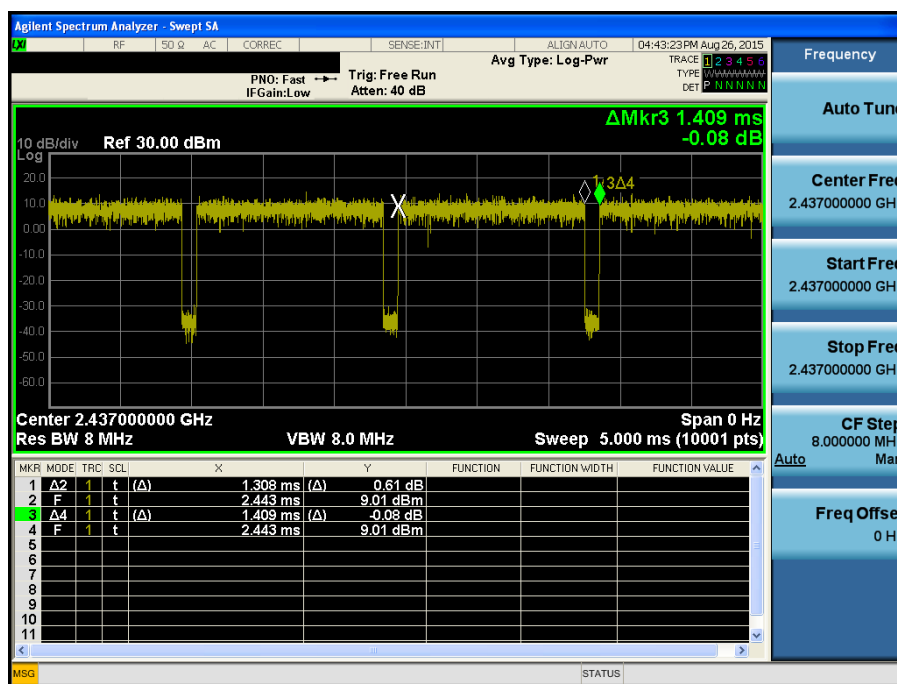 Agilent Spectrum Analyzer - Swept SA
LXI RF 50 Ω AC CORREC SENSE:INT ALIGN AUTO 04:43:23PM Aug 26, 2015
PNO: Fast
IFGain:Low
Trig: Free Run
Atten: 40 dB
Avg Type: Log-Pwr
TRACE 1 2 3 4 5 6
TYPE
DET P N N N N N
ΔMkr3 1.409 ms
-0.08 dB
10 dB/div Ref 30.00 dBm
Log
20.0
10.0
0.00
-10.0
-20.0
-30.0
-40.0
-50.0
-60.0
X
3Δ4
Center 2.437000000 GHz Span 0 Hz
Res BW 8 MHz VBW 8.0 MHz Sweep 5.000 ms (10001 pts)
MKR MODE TRC SCL X Y FUNCTION FUNCTION WIDTH FUNCTION VALUE
1 Δ2 1 t (Δ) 1.308 ms (Δ) 0.61 dB
2 F 1 t 2.443 ms 9.01 dBm
3 Δ4 1 t (Δ) 1.409 ms (Δ) -0.08 dB
4 F 1 t 2.443 ms 9.01 dBm
5
6
7
8
9
10
11
MSG STATUS
Frequency
Auto Tun
Center Fre
2.437000000 GH
Start Fre
2.437000000 GH
Stop Fre
2.437000000 GH
CF Step
8.000000 MH
Auto Ma
Freq Offse
0 H